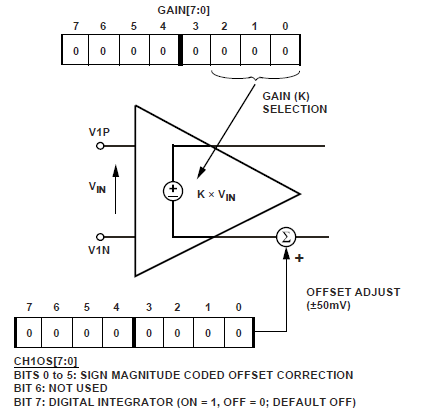 GAIN[7:0]
7 6 5 4 3 2 1 0
0 0 0 0 0 0 0 0
GAIN (K)
SELECTION
V1P
VIN
K × VIN
V1N
Σ
+
OFFSET ADJUST
(±50mV)
7 6 5 4 3 2 1 0
0 0 0 0 0 0 0 0
CH1OS[7:0]
BITS 0 to 5: SIGN MAGNITUDE CODED OFFSET CORRECTION
BIT 6: NOT USED
BIT 7: DIGITAL INTEGRATOR (ON = 1, OFF = 0; DEFAULT OFF)